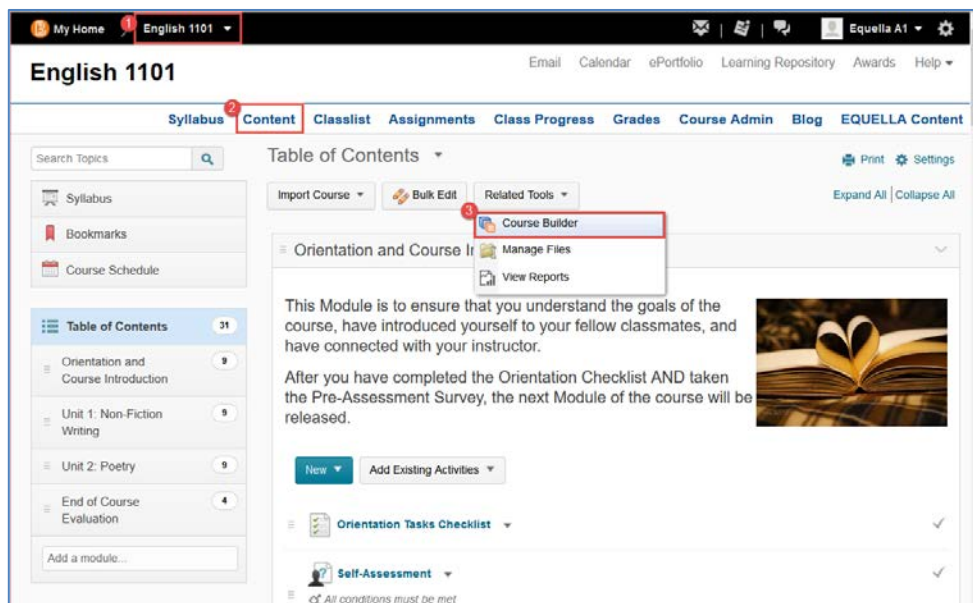 My Home
1
English 1101
Equella A1
English 1101
Email Calendar ePortfolio Learning Repository Awards Help
2
Syllabus Content Classlist Assignments Class Progress Grades Course Admin Blog EQUELLA Content
Search Topics
Syllabus
Bookmarks
Course Schedule
Table of Contents 31
Orientation and 9
Course Introduction
Unit 1: Non-Fiction 9
Writing
Unit 2: Poetry 9
End of Course 4
Evaluation
Add a module...
Table of Contents
Print Settings
Import Course Bulk Edit Related Tools
Expand All | Collapse All
3
Course Builder
Manage Files
View Reports
Orientation and Course
This Module is to ensure that you understand the goals of the
course, have introduced yourself to your fellow classmates, and
have connected with your instructor.
After you have completed the Orientation Checklist AND taken
the Pre-Assessment Survey, the next Module of the course will be
released.
New Add Existing Activities
Orientation Tasks Checklist
Self-Assessment
All conditions must be met